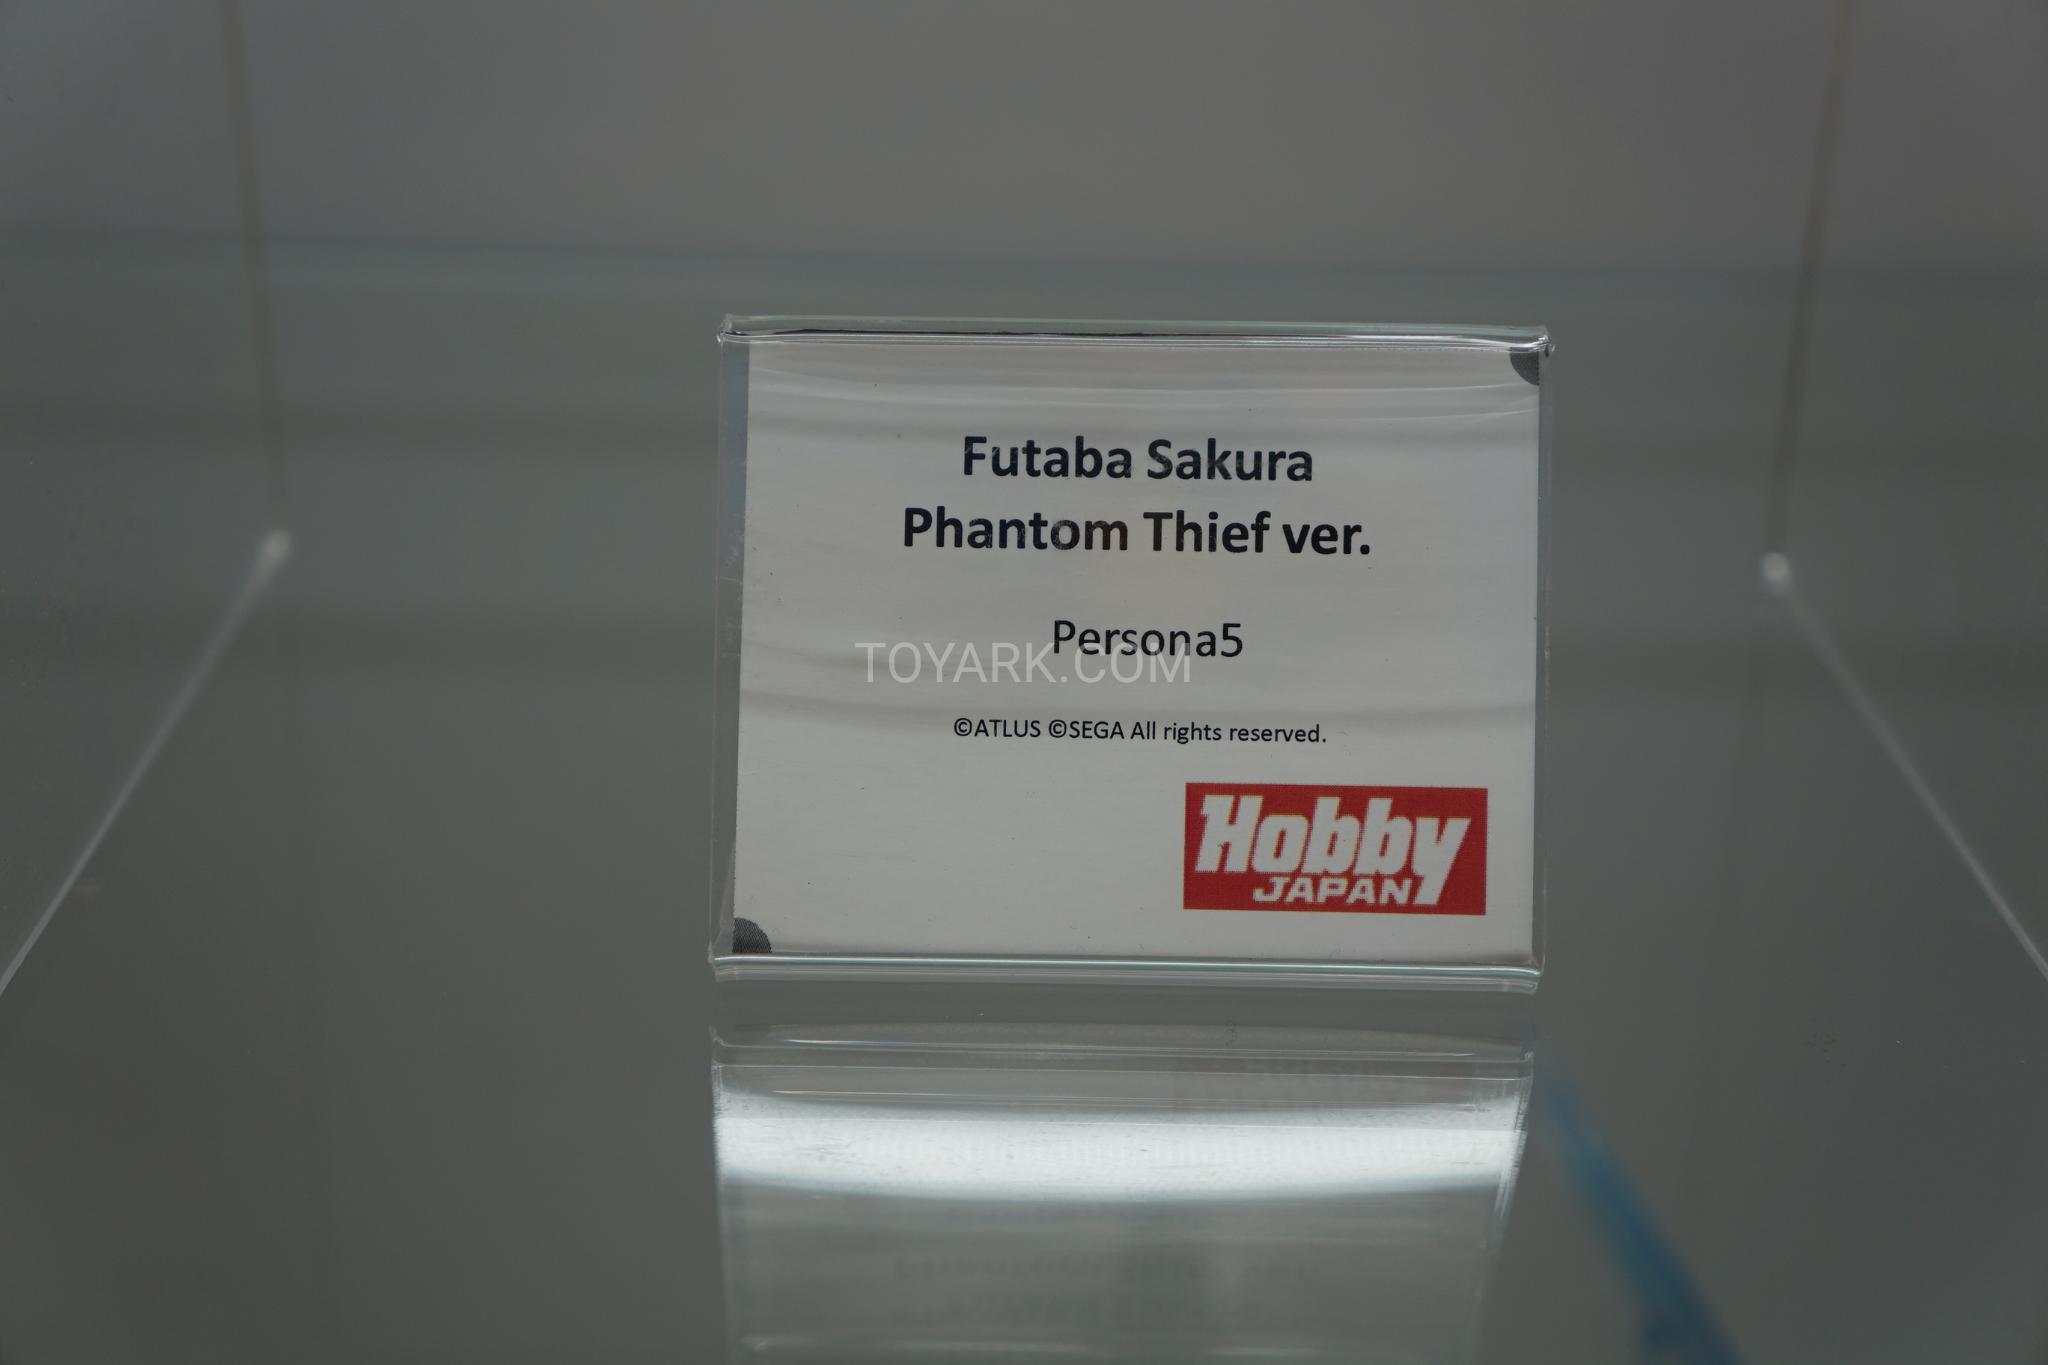 Futaba Sakura
Phantom Thief ver.
Persona5
TOYARK.COM
©ATLUS ©SEGA All rights reserved.
Hobby
JAPAN